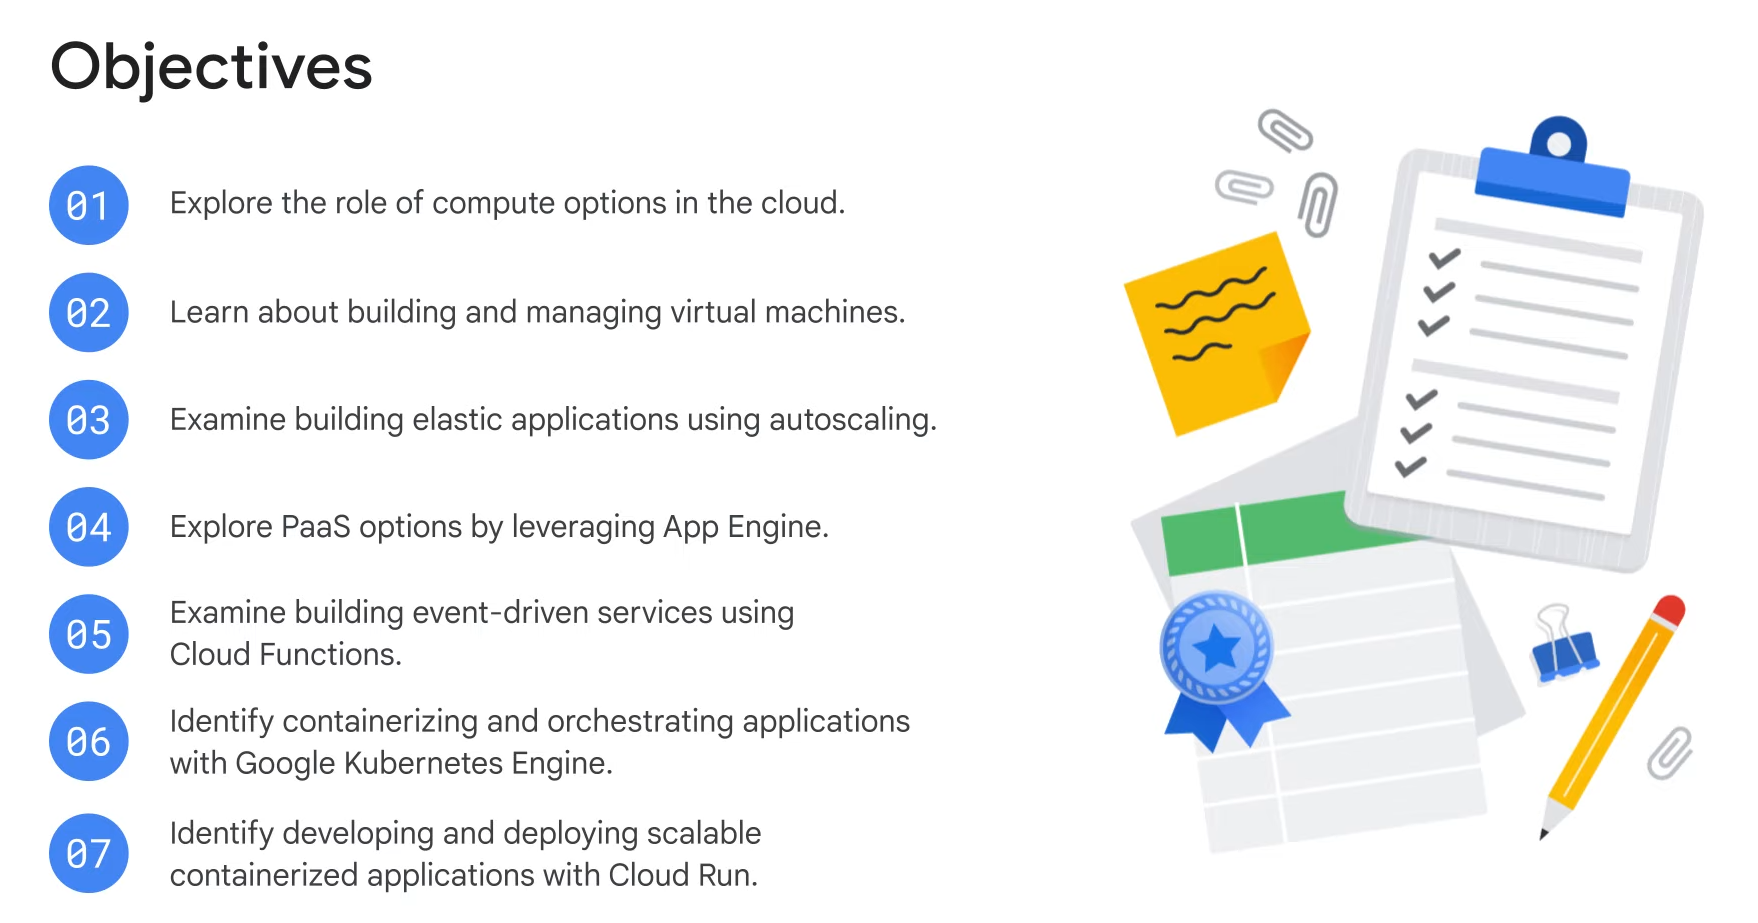 Objectives
01
Explore the role of compute options in the cloud.
02
Learn about building and managing virtual machines.
03
Examine building elastic applications using autoscaling.
04
Explore PaaS options by leveraging App Engine.
05
Examine building event-driven services using
Cloud Functions.
06
Identify containerizing and orchestrating applications
with Google Kubernetes Engine.
07
Identify developing and deploying scalable
containerized applications with Cloud Run.